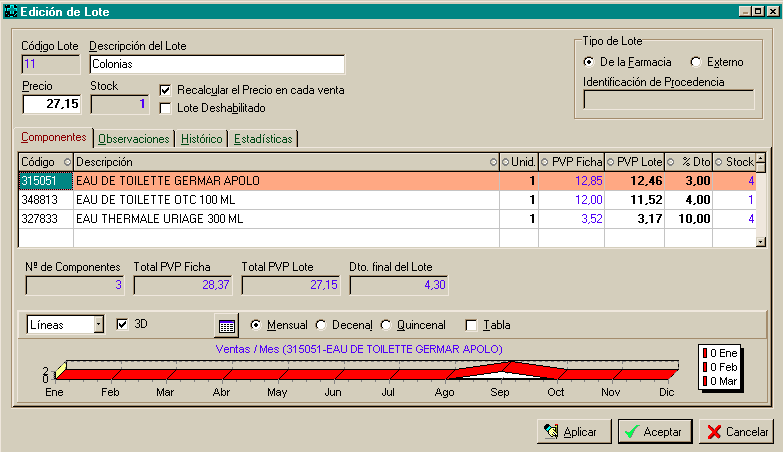 Edición de Lote
Código Lote Descripción del Lote Tipo de Lote
11 Colonias De la Farmacia Externo
Precio Stock Recalcular el Precio en cada venta Identificación de Procedencia
27,15 1 Lote Deshabilitado
Componentes Observaciones Histórico Estadísticas
Código Descripción Unid. PVP Ficha PVP Lote % Dto Stock
315051 EAU DE TOILETTE GERMAR APOLO 1 12,85 12,46 3,00 4
348813 EAU DE TOILETTE OTC 100 ML 1 12,00 11,52 4,00 1
327833 EAU THERMALE URIAGE 300 ML 1 3,52 3,17 10,00 4
Nº de Componentes Total PVP Ficha Total PVP Lote Dto. final del Lote
3 28,37 27,15 4,30
Líneas 3D Mensual Decenal Quincenal Tabla
Ventas / Mes (315051-EAU DE TOILETTE GERMAR APOLO)
2
0
Ene Feb Mar Abr May Jun Jul Ago Sep Oct Nov Dic
0 Ene
0 Feb
0 Mar
Aplicar Aceptar Cancelar